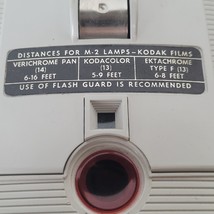 DISTANCES FOR M-2 LAMPS—KODAK FILMS
VERICHROME PAN KODACOLOR EKTACHROME
(14) (13) TYPE F (13)
6-16 FEET 5-9 FEET 6-8 FEET
USE OF FLASH GUARD IS RECOMMENDED